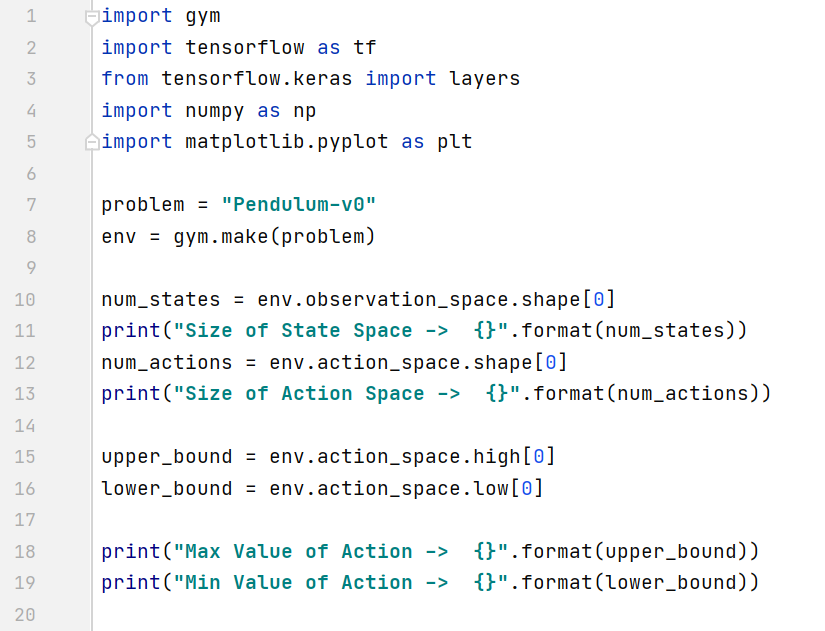 1 import gym
2 import tensorflow as tf
3 from tensorflow.keras import layers
4 import numpy as np
5 import matplotlib.pyplot as plt
6
7 problem = "Pendulum-v0"
8 env = gym.make(problem)
9
10 num_states = env.observation_space.shape[0]
11 print("Size of State Space ->  {}".format(num_states))
12 num_actions = env.action_space.shape[0]
13 print("Size of Action Space ->  {}".format(num_actions))
14
15 upper_bound = env.action_space.high[0]
16 lower_bound = env.action_space.low[0]
17
18 print("Max Value of Action ->  {}".format(upper_bound))
19 print("Min Value of Action ->  {}".format(lower_bound))
20